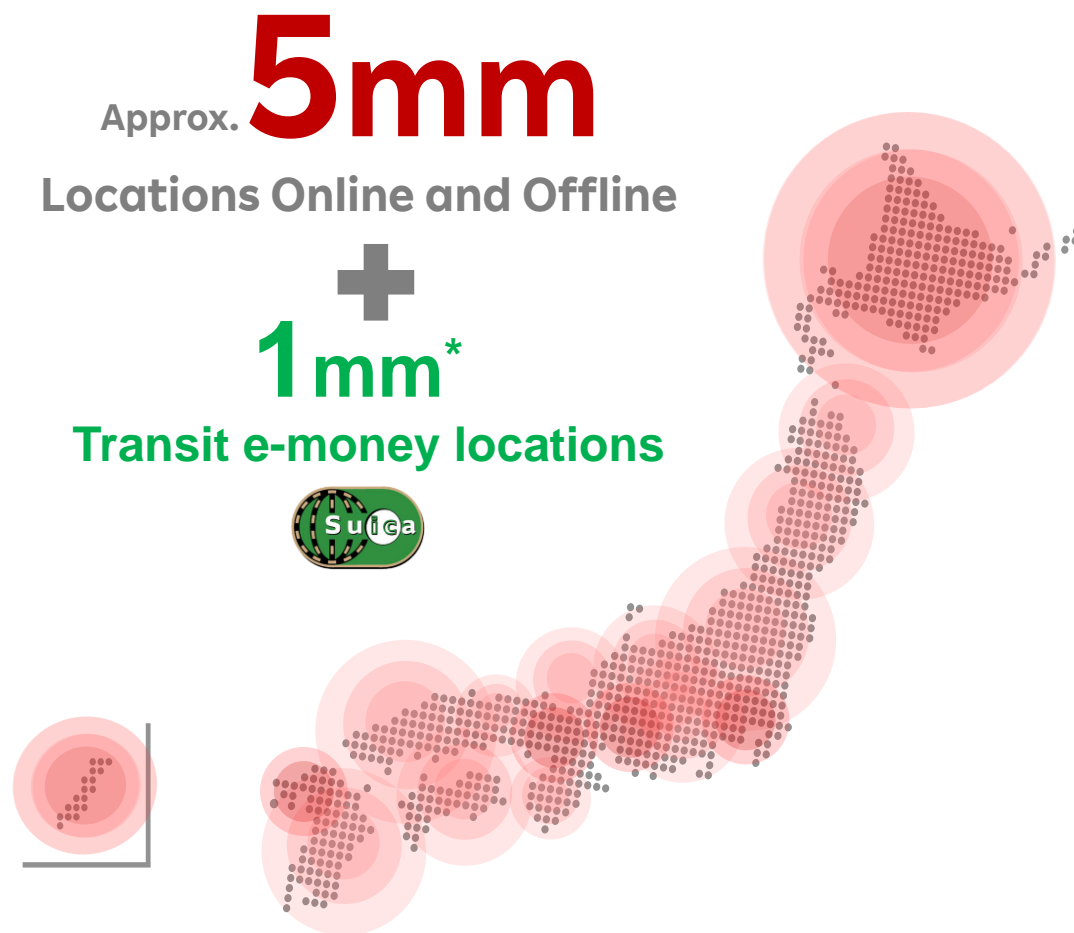 Approx. 5mm
Locations Online and Offline
1mm*
Transit e-money locations
Suica